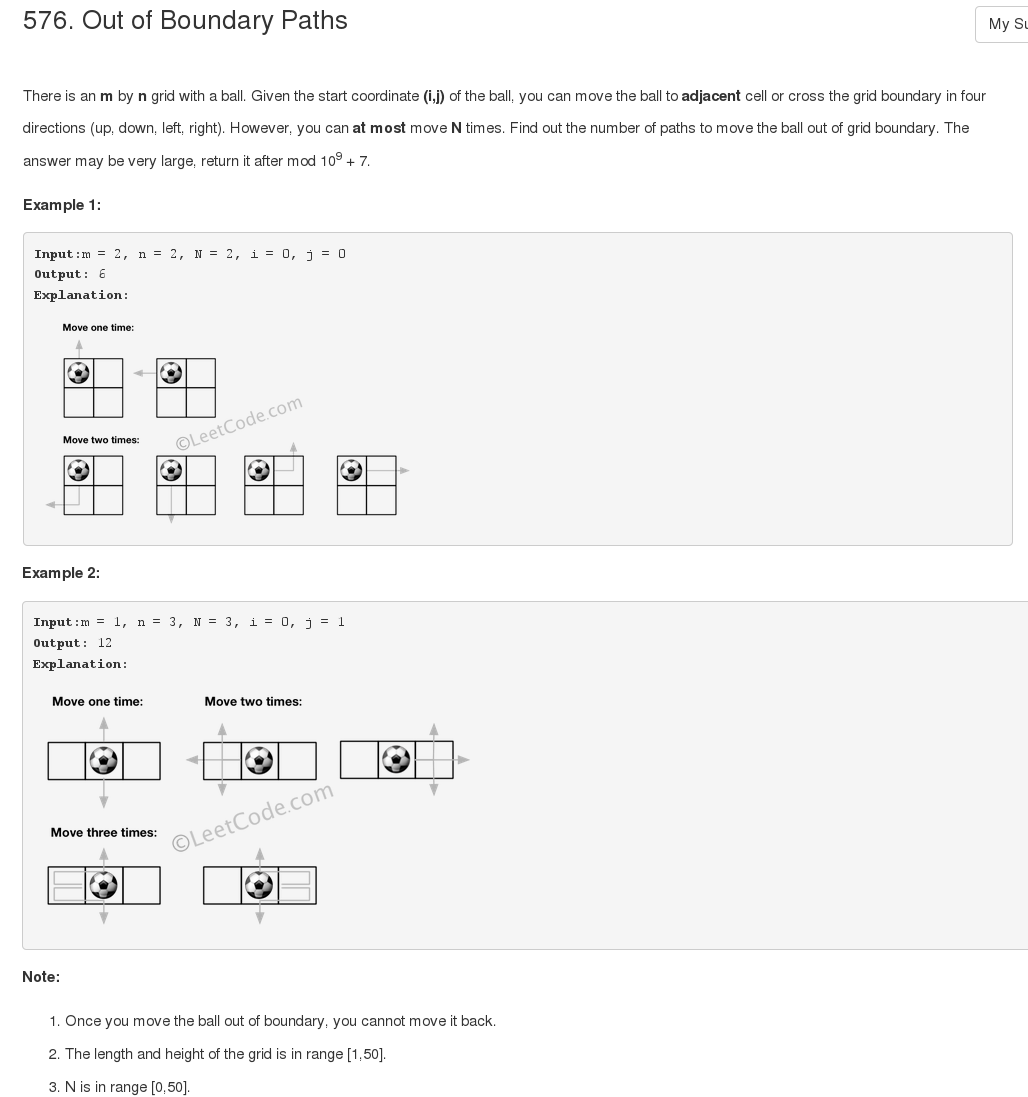 576. Out of Boundary Paths
My Su
There is an m by n grid with a ball. Given the start coordinate (i,j) of the ball, you can move the ball to adjacent cell or cross the grid boundary in four
directions (up, down, left, right). However, you can at most move N times. Find out the number of paths to move the ball out of grid boundary. The
answer may be very large, return it after mod 10⁹ + 7.
Example 1:
Input:m = 2, n = 2, N = 2, i = 0, j = 0
Output: 6
Explanation:
Move one time:
©LeetCode.com
Move two times:
Example 2:
Input:m = 1, n = 3, N = 3, i = 0, j = 1
Output: 12
Explanation:
Move one time: Move two times:
©LeetCode.com
Move three times:
Note:
1. Once you move the ball out of boundary, you cannot move it back.
2. The length and height of the grid is in range [1,50].
3. N is in range [0,50].